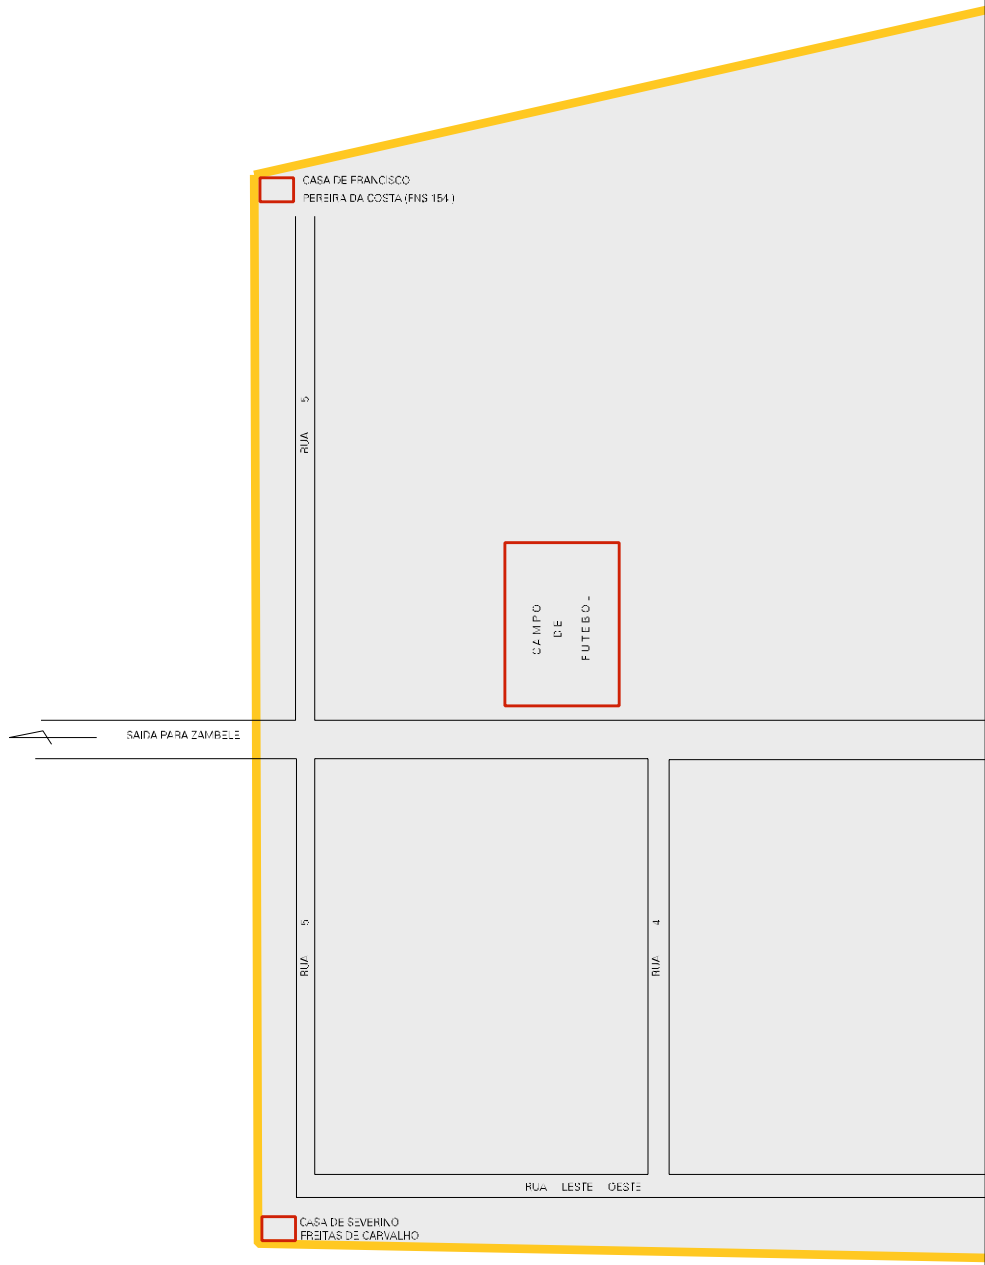 CASA DE FRANCISCO
PEREIRA DA COSTA (FNS 154 )
RUA 5
CAMPO
DE
FUTEBOL
SAIDA PARA ZAMBELE
RUA 5
RUA 4
RUA LESTE OESTE
CASA DE SEVERINO
FREITAS DE CARVALHO